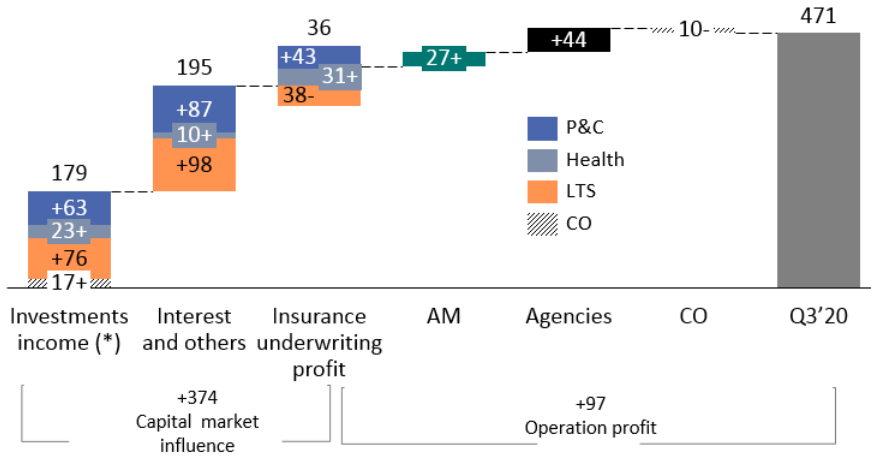 471
36
+43
31+
38-
27+
+44
10-
195
+87
10+
+98
179
+63
23+
+76
17+
P&C
Health
LTS
CO
Investments
income (*)
Interest
and others
Insurance
underwriting
profit
AM
Agencies
CO
Q3’20
+374
Capital market
influence
+97
Operation profit